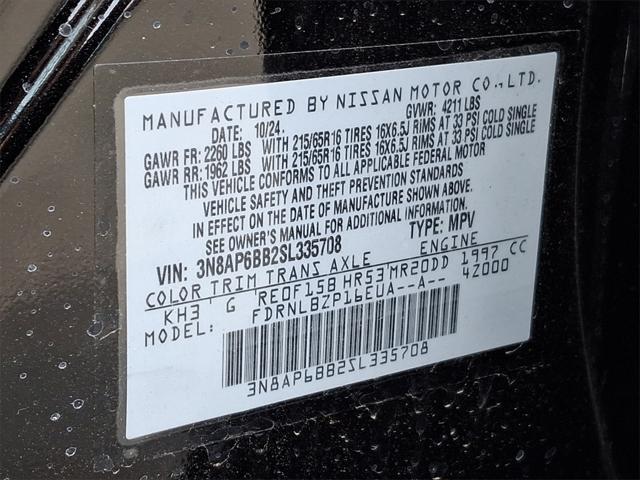 MANUFACTURED BY NISSAN MOTOR CO.,LTD.
DATE: 10/24. GVWR: 4211 LBS
GAWR FR: 2260 LBS WITH 215/65R16 TIRES 16X6.5J RIMS AT 33 PSI COLD SINGLE
GAWR RR: 1962 LBS WITH 215/65R16 TIRES 16X6.5J RIMS AT 33 PSI COLD SINGLE
THIS VEHICLE CONFORMS TO ALL APPLICABLE FEDERAL MOTOR
VEHICLE SAFETY AND THEFT PREVENTION STANDARDS
IN EFFECT ON THE DATE OF MANUFACTURE SHOWN ABOVE.
SEE OWNER'S MANUAL FOR ADDITIONAL INFORMATION.
VIN: 3N8AP6BB2SL335708 TYPE: MPV
COLOR TRIM TRANS AXLE ENGINE
KH3 G RE0F15B HR53 MR20DD 1997 CC
MODEL: FDRNLBZP16EUA--A-- 42000
3N8AP6BB2SL335708